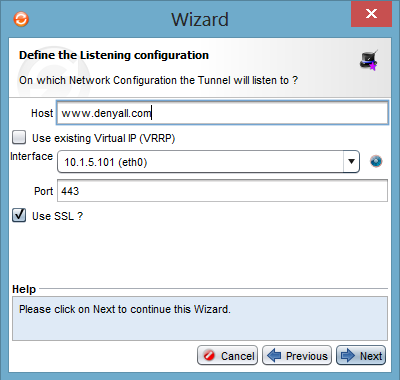 Wizard
Define the Listening configuration
On which Network Configuration the Tunnel will listen to ?
Host www.denyall.com
Use existing Virtual IP (VRRP)
Interface 10.1.5.101 (eth0)
Port 443
Use SSL ?
Help
Please click on Next to continue this Wizard.
Cancel Previous Next